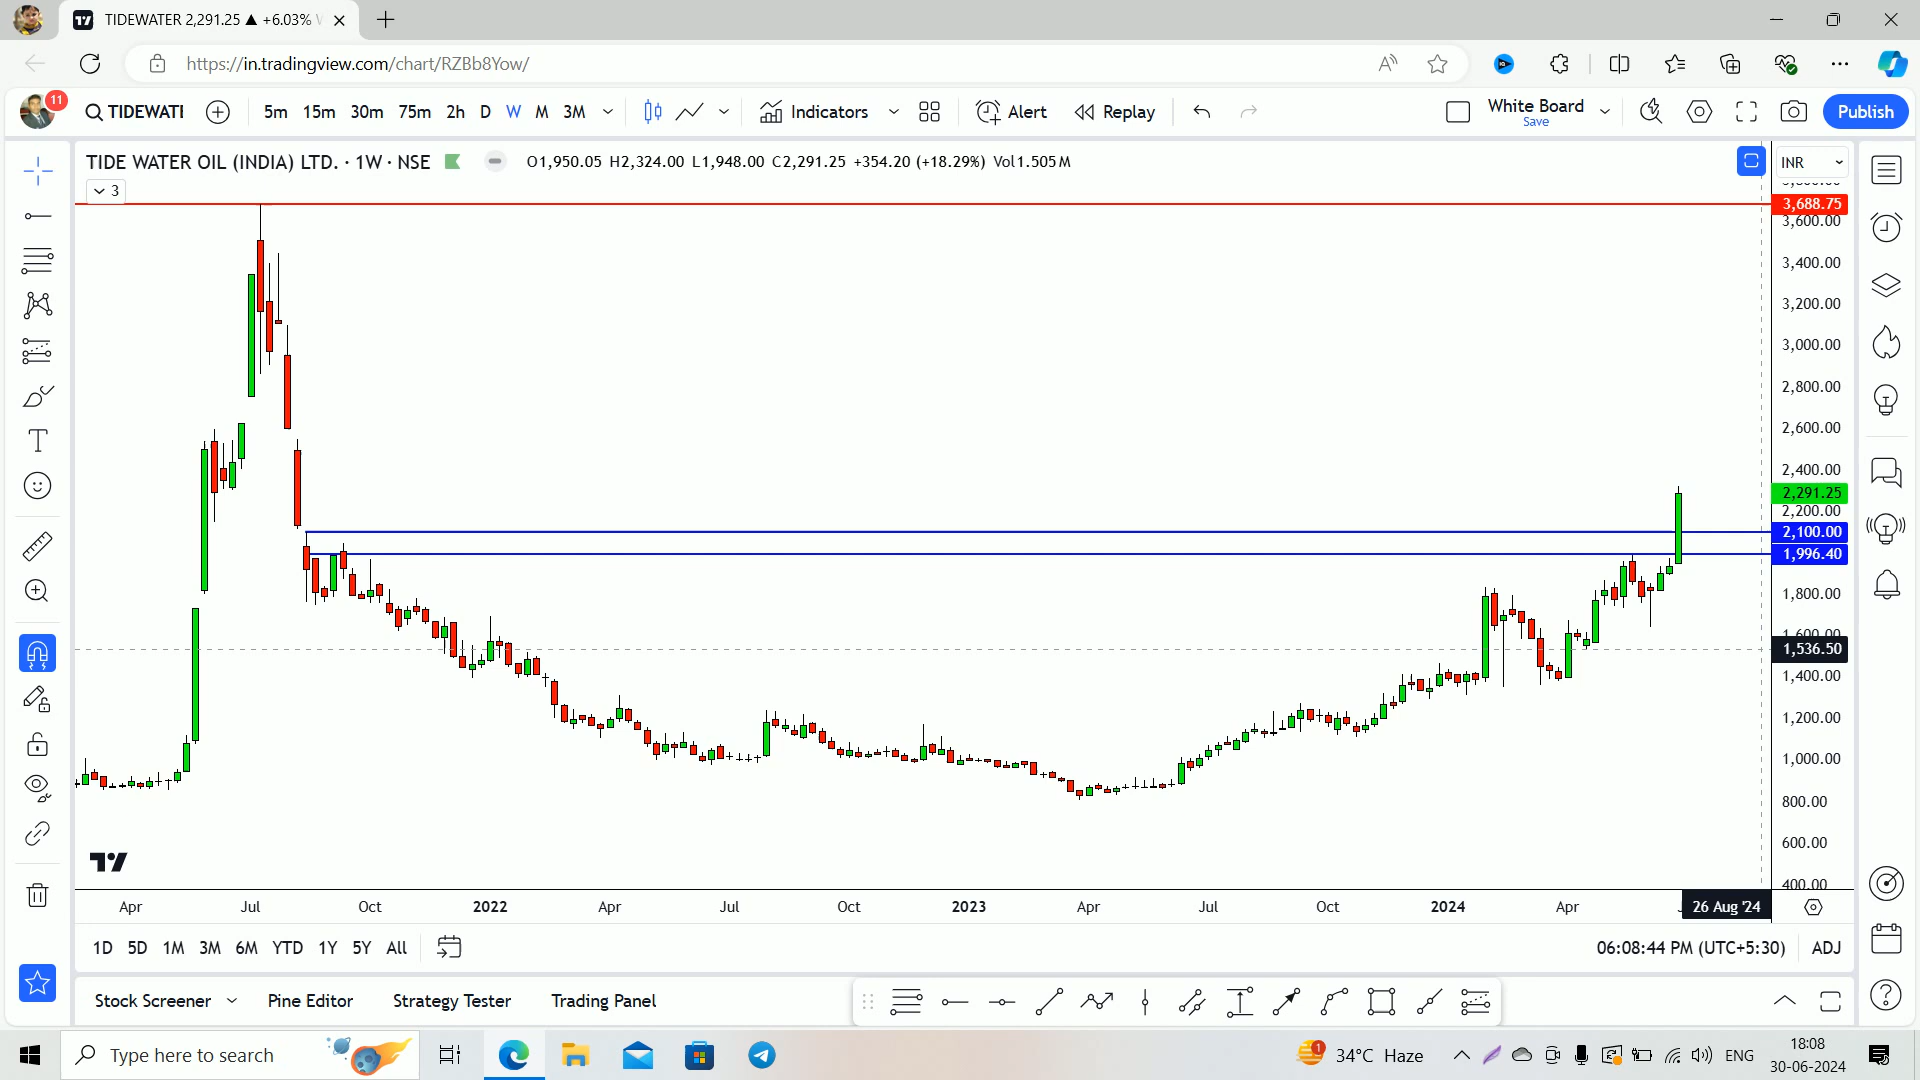 TIDEWATER 2,291.25 ▲ +6.03%
https://in.tradingview.com/chart/RZBb8Yow/
11
TIDEWATI
5m 15m 30m 75m 2h D W M 3M
Indicators
Alert
Replay
White Board
Save
Publish
TIDE WATER OIL (INDIA) LTD. · 1W · NSE
O1,950.05 H2,324.00 L1,948.00 C2,291.25 +354.20 (+18.29%) Vol1.505M
INR
3
3,688.75
3,600.00
3,400.00
3,200.00
3,000.00
2,800.00
2,600.00
2,400.00
2,291.25
2,200.00
2,100.00
1,996.40
1,800.00
1,600.00
1,536.50
1,400.00
1,200.00
1,000.00
800.00
600.00
400.00
Apr Jul Oct 2022 Apr Jul Oct 2023 Apr Jul Oct 2024 Apr 26 Aug '24
1D 5D 1M 3M 6M YTD 1Y 5Y All
06:08:44 PM (UTC+5:30) ADJ
Stock Screener Pine Editor Strategy Tester Trading Panel
Type here to search
1
34°C Haze
ENG
18:08
30-06-2024